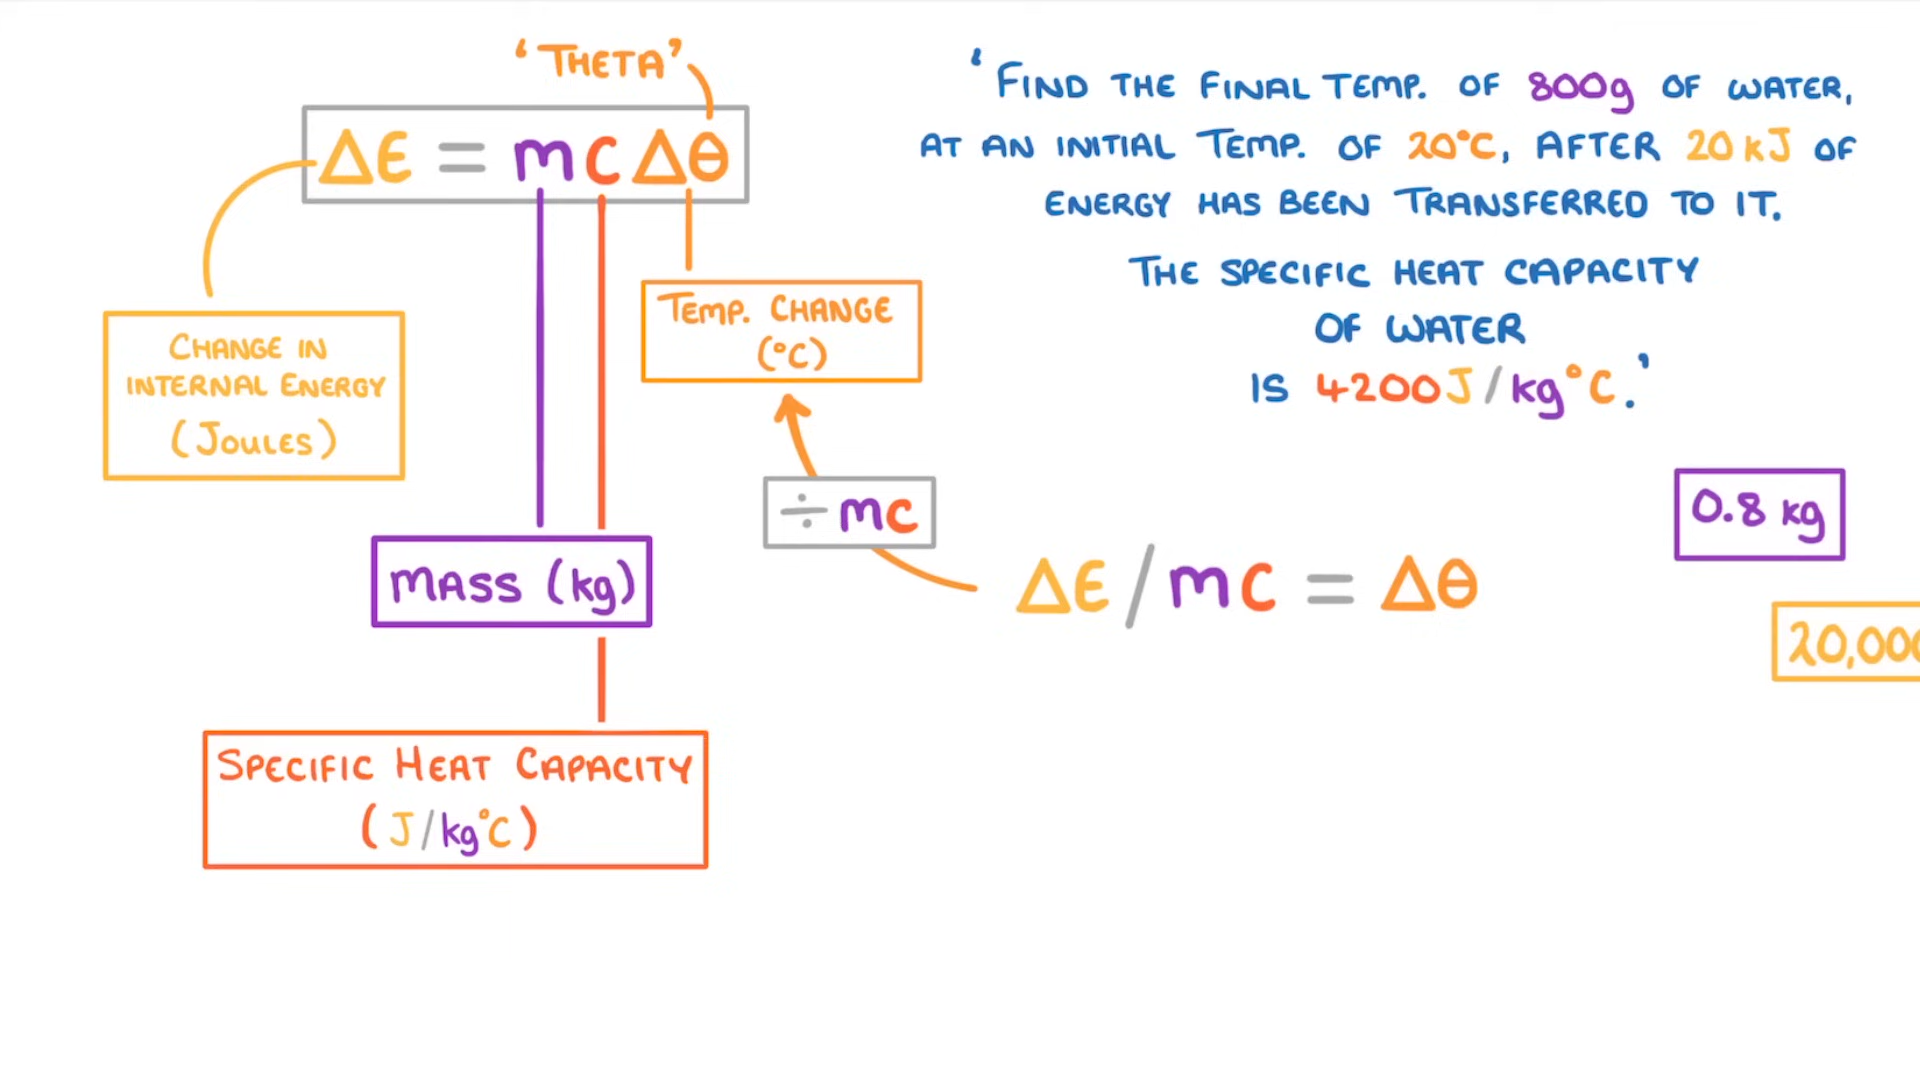 'THETA'
ΔE = mcΔθ
CHANGE IN
INTERNAL ENERGY
(JOULES)
TEMP. CHANGE
(°C)
MASS (kg)
SPECIFIC HEAT CAPACITY
(J/kg°C)
'FIND THE FINAL TEMP. OF 800g OF WATER,
AT AN INITIAL TEMP. OF 20°C, AFTER 20 kJ OF
ENERGY HAS BEEN TRANSFERRED TO IT.
THE SPECIFIC HEAT CAPACITY
OF WATER
IS 4200J/kg°C.'
÷ mc
ΔE/mc = Δθ
0.8 kg